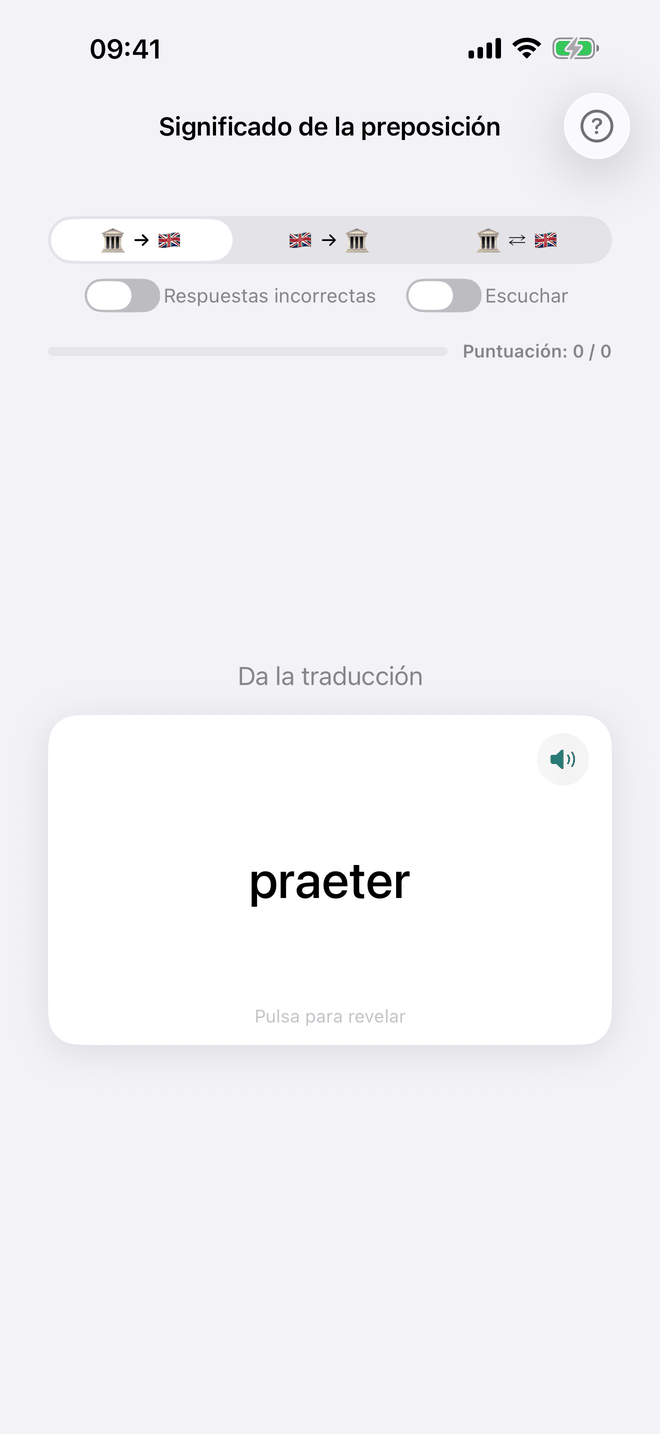 09:41
Significado de la preposición
?
→ → ⇄
Respuestas incorrectas Escuchar
Puntuación: 0 / 0
Da la traducción
praeter
Pulsa para revelar